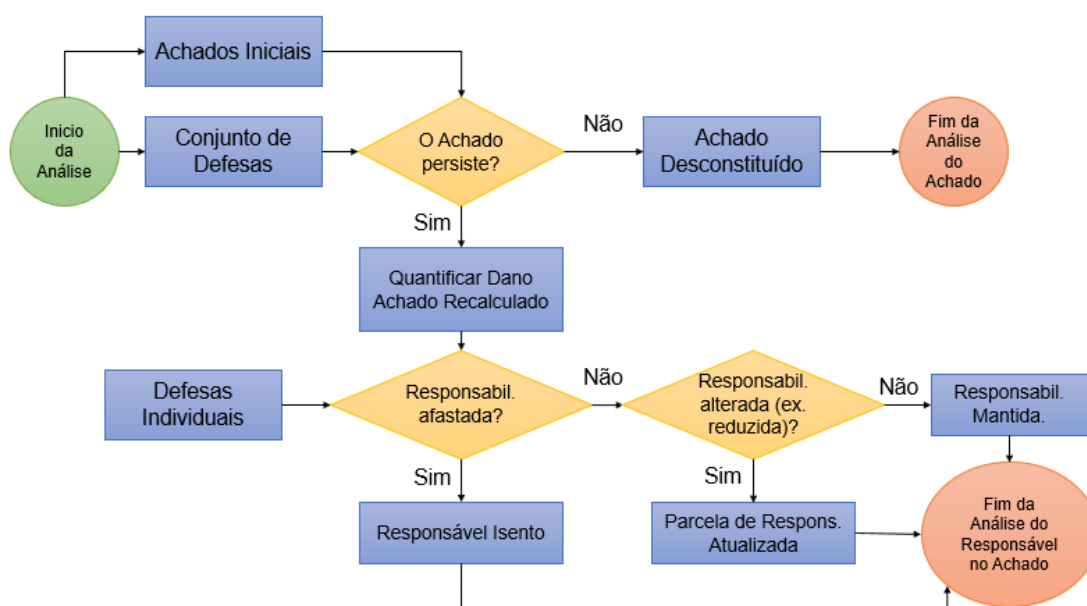 Achados Iniciais
Inicio
da
Análise
Conjunto de
Defesas
O Achado
persiste?
Não
Achado
Desconstituído
Fim da
Análise
do
Achado
Sim
Quantificar Dano
Achado Recalculado
Defesas
Individuais
Responsabil.
afastada?
Não
Responsabil.
alterada (ex.
reduzida)?
Não
Responsabil.
Mantida.
Sim
Sim
Responsável Isento
Parcela de Respons.
Atualizada
Fim da
Análise do
Responsável
no Achado